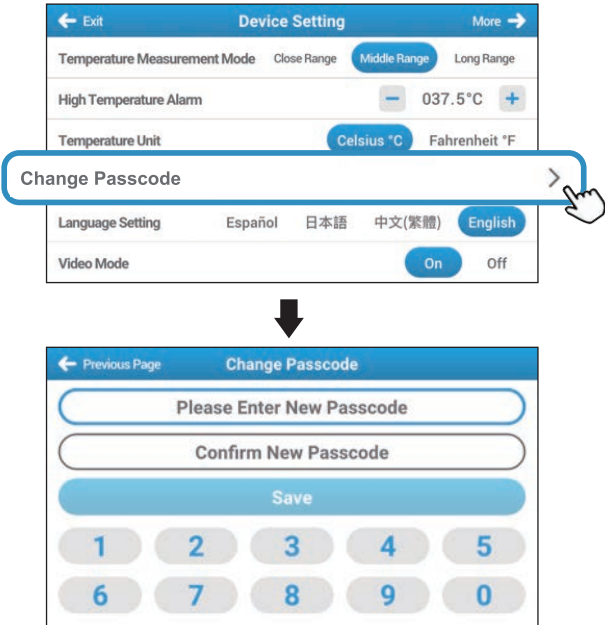 Exit Device Setting More
Temperature Measurement Mode Close Range Middle Range Long Range
High Temperature Alarm − 037.5°C +
Temperature Unit Celsius °C Fahrenheit °F
Change Passcode
Language Setting Español 日本語 中文(繁體) English
Video Mode On Off
Previous Page Change Passcode
Please Enter New Passcode
Confirm New Passcode
Save
1 2 3 4 5
6 7 8 9 0